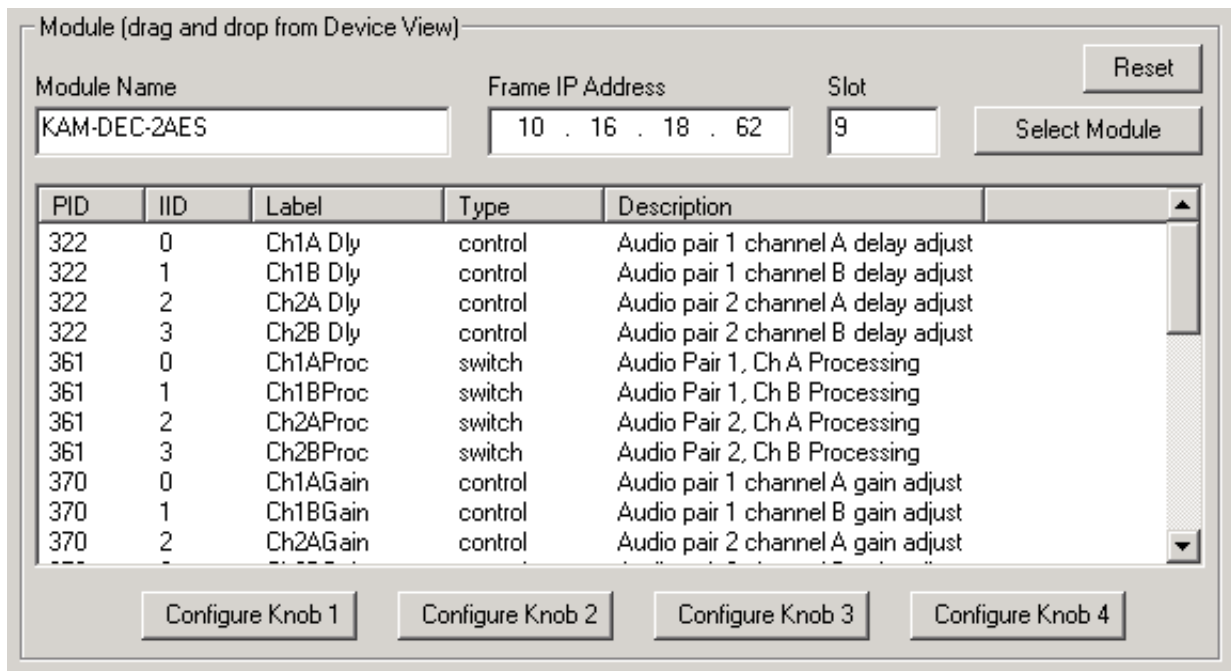 Module (drag and drop from Device View)
Reset
Module Name Frame IP Address Slot
KAM-DEC-2AES 10 . 16 . 18 . 62 9 Select Module
PID IID Label Type Description
322 0 Ch1A Dly control Audio pair 1 channel A delay adjust
322 1 Ch1B Dly control Audio pair 1 channel B delay adjust
322 2 Ch2A Dly control Audio pair 2 channel A delay adjust
322 3 Ch2B Dly control Audio pair 2 channel B delay adjust
361 0 Ch1AProc switch Audio Pair 1, Ch A Processing
361 1 Ch1BProc switch Audio Pair 1, Ch B Processing
361 2 Ch2AProc switch Audio Pair 2, Ch A Processing
361 3 Ch2BProc switch Audio Pair 2, Ch B Processing
370 0 Ch1AGain control Audio pair 1 channel A gain adjust
370 1 Ch1BGain control Audio pair 1 channel B gain adjust
370 2 Ch2AGain control Audio pair 2 channel A gain adjust
Configure Knob 1 Configure Knob 2 Configure Knob 3 Configure Knob 4